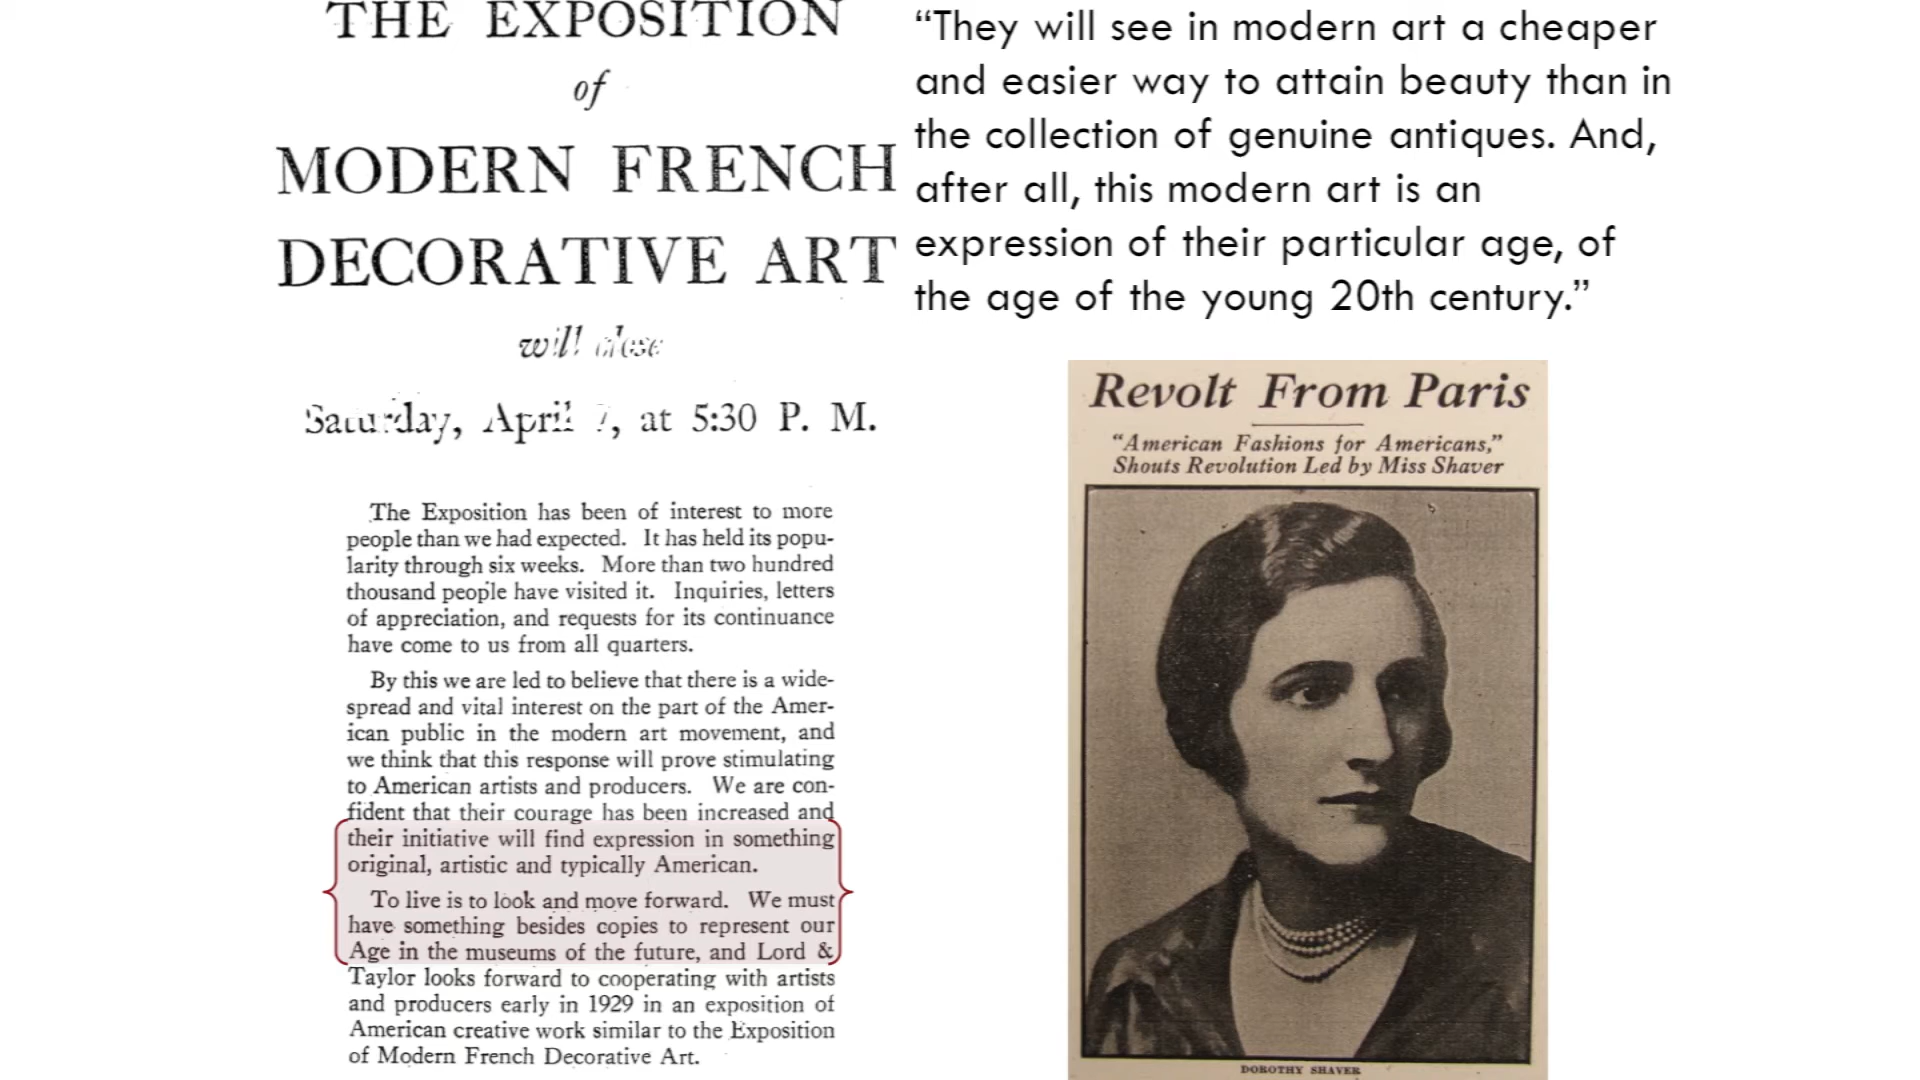 THE EXPOSITION
of
MODERN FRENCH
DECORATIVE ART
will close
Saturday, April 7, at 5:30 P. M.
The Exposition has been of interest to more
people than we had expected. It has held its popu-
larity through six weeks. More than two hundred
thousand people have visited it. Inquiries, letters
of appreciation, and requests for its continuance
have come to us from all quarters.
By this we are led to believe that there is a wide-
spread and vital interest on the part of the Amer-
ican public in the modern art movement, and
we think that this response will prove stimulating
to American artists and producers. We are con-
fident that their courage has been increased and
their initiative will find expression in something
original, artistic and typically American.
To live is to look and move forward. We must
have something besides copies to represent our
Age in the museums of the future, and Lord &
Taylor looks forward to cooperating with artists
and producers early in 1929 in an exposition of
American creative work similar to the Exposition
of Modern French Decorative Art.
“They will see in modern art a cheaper
and easier way to attain beauty than in
the collection of genuine antiques. And,
after all, this modern art is an
expression of their particular age, of
the age of the young 20th century.”
Revolt From Paris
“American Fashions for Americans,”
Shouts Revolution Led by Miss Shaver
DOROTHY SHAVER